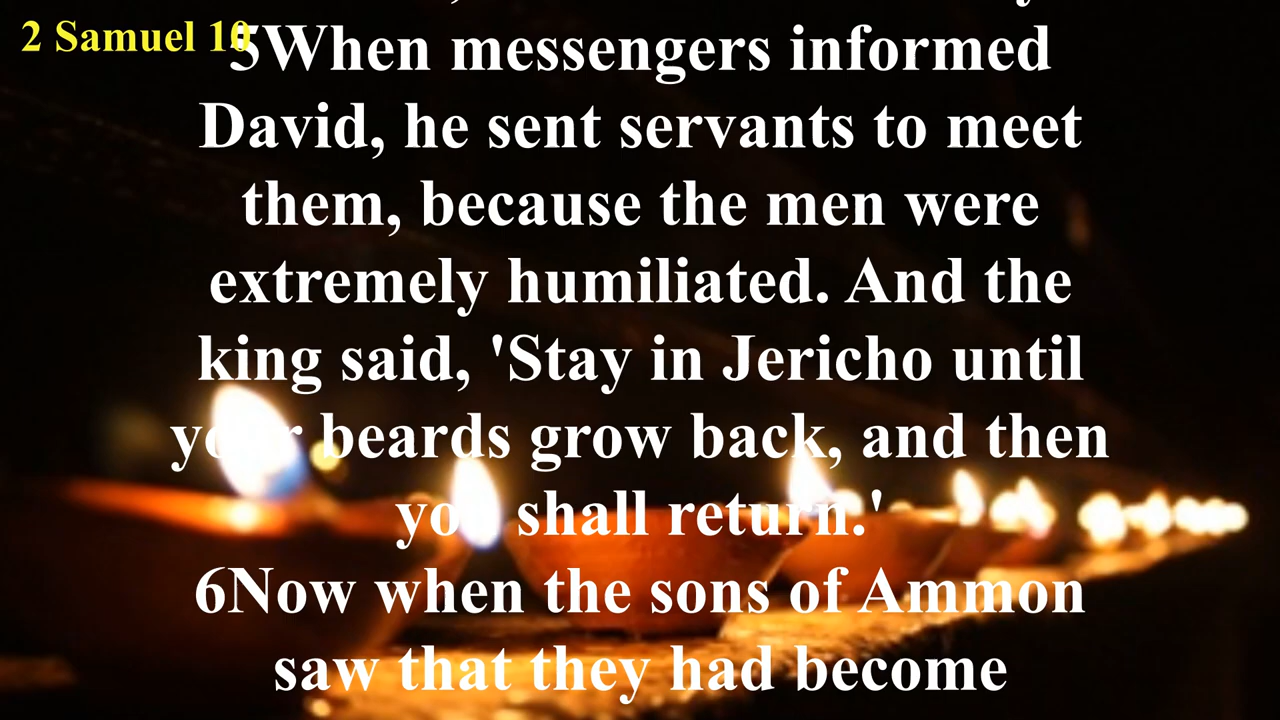 2 Samuel 10
5When messengers informed
David, he sent servants to meet
them, because the men were
extremely humiliated. And the
king said, 'Stay in Jericho until
your beards grow back, and then
you shall return.'
6Now when the sons of Ammon
saw that they had become